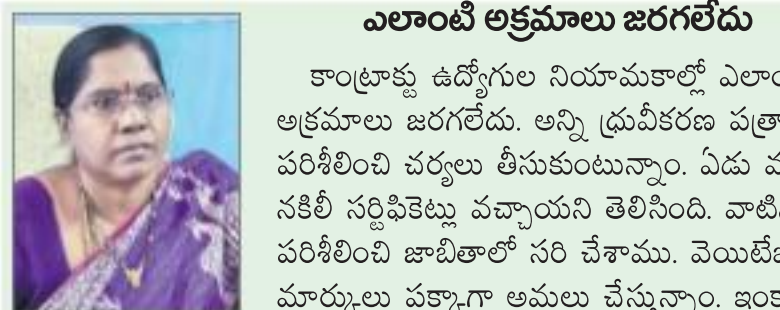 ఎలాంటి అక్రమాలు జరగలేదు
కాంట్రాక్టు ఉద్యోగుల నియామకాల్లో
అక్రమాలు జరగలేదు. అన్ని ధ్రువీకరణ
పరిశీలించి చర్యలు తీసుకుంటున్నాం. ఏడు
నకిలీ సర్టిఫికెట్లు వచ్చాయని తెలిసింది.
పరిశీలించి జాబితాలో సరి చేశాము.
మార్కులు పక్కాగా అమలు చేస్తున్నాం.